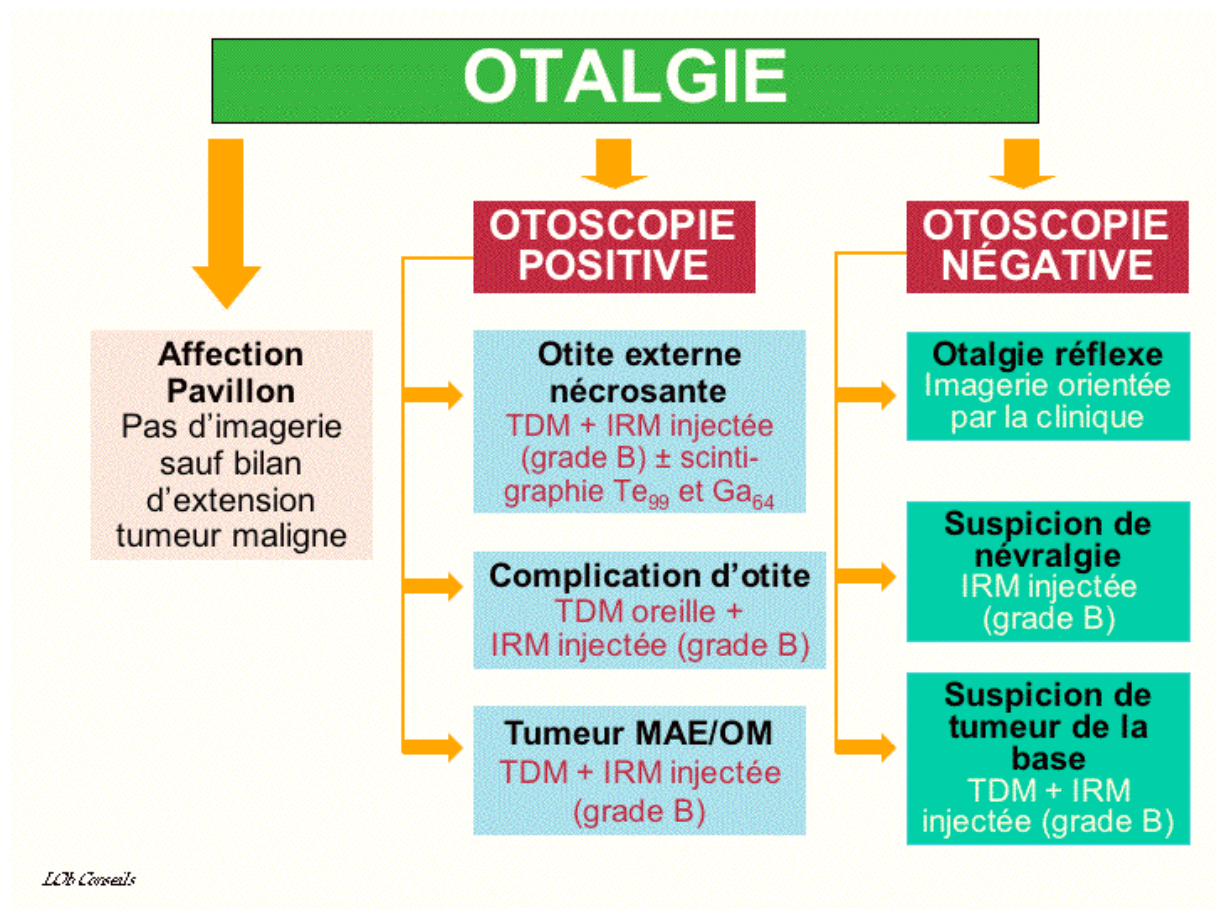 OTALGIE
Affection
Pavillon
Pas d’imagerie
sauf bilan
d’extension
tumeur maligne
OTOSCOPIE
POSITIVE
Otite externe
nécrosante
TDM + IRM injectée
(grade B) ± scinti-
graphie Te₉₉ et Ga₆₄
Complication d’otite
TDM oreille +
IRM injectée (grade B)
Tumeur MAE/OM
TDM + IRM injectée
(grade B)
OTOSCOPIE
NÉGATIVE
Otalgie réflexe
Imagerie orientée
par la clinique
Suspicion de
névralgie
IRM injectée
(grade B)
Suspicion de
tumeur de la
base
TDM + IRM
injectée (grade B)
LOb Conseils